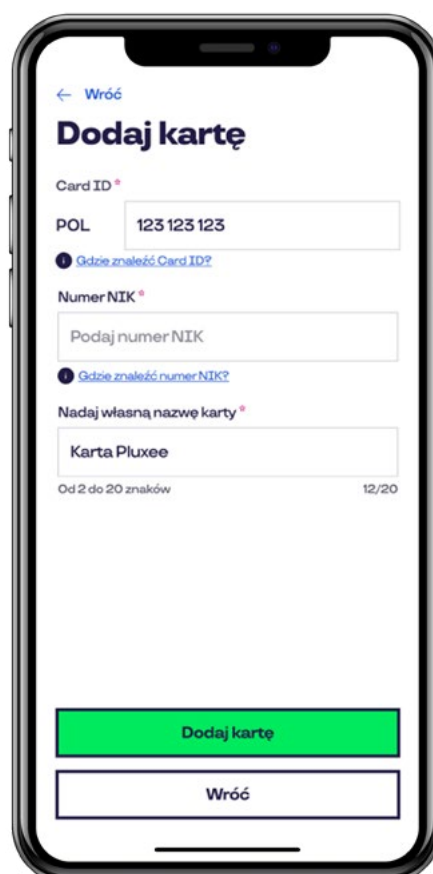 ← Wróć
Dodaj kartę
Card ID *
POL 123 123 123
Gdzie znaleźć Card ID?
Numer NIK *
Podaj numer NIK
Gdzie znaleźć numer NIK?
Nadaj własną nazwę karty *
Karta Pluxee
Od 2 do 20 znaków 12/20
Dodaj kartę
Wróć